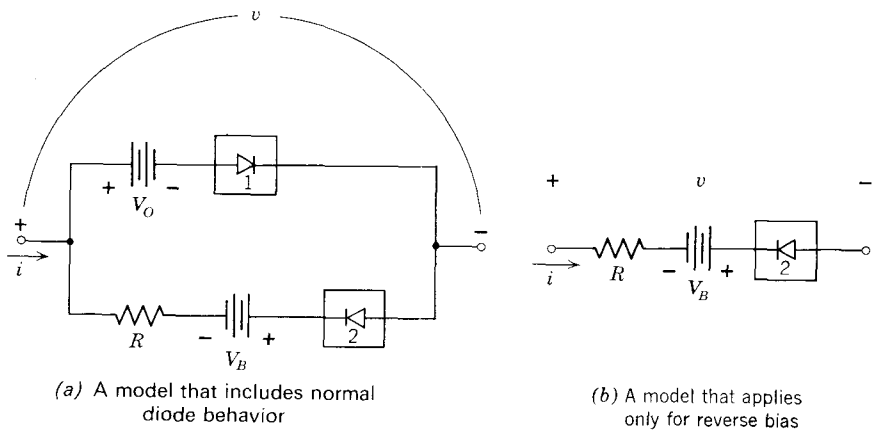 v
+ −
V_O
1
+
i
−
R
− +
V_B
2
(a) A model that includes normal
diode behavior
+ v −
i
R
− +
V_B
2
(b) A model that applies
only for reverse bias